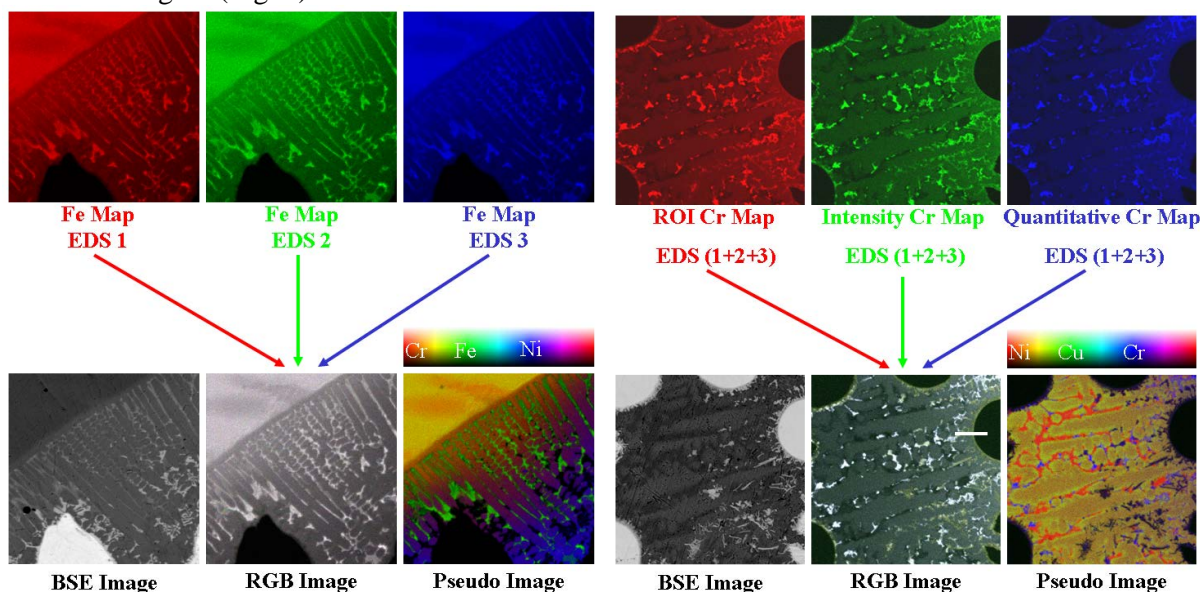 Fe Map
EDS 1
Fe Map
EDS 2
Fe Map
EDS 3
Cr Fe Ni
BSE Image
RGB Image
Pseudo Image
ROI Cr Map
EDS (1+2+3)
Intensity Cr Map
EDS (1+2+3)
Quantitative Cr Map
EDS (1+2+3)
Ni Cu Cr
BSE Image
RGB Image
Pseudo Image